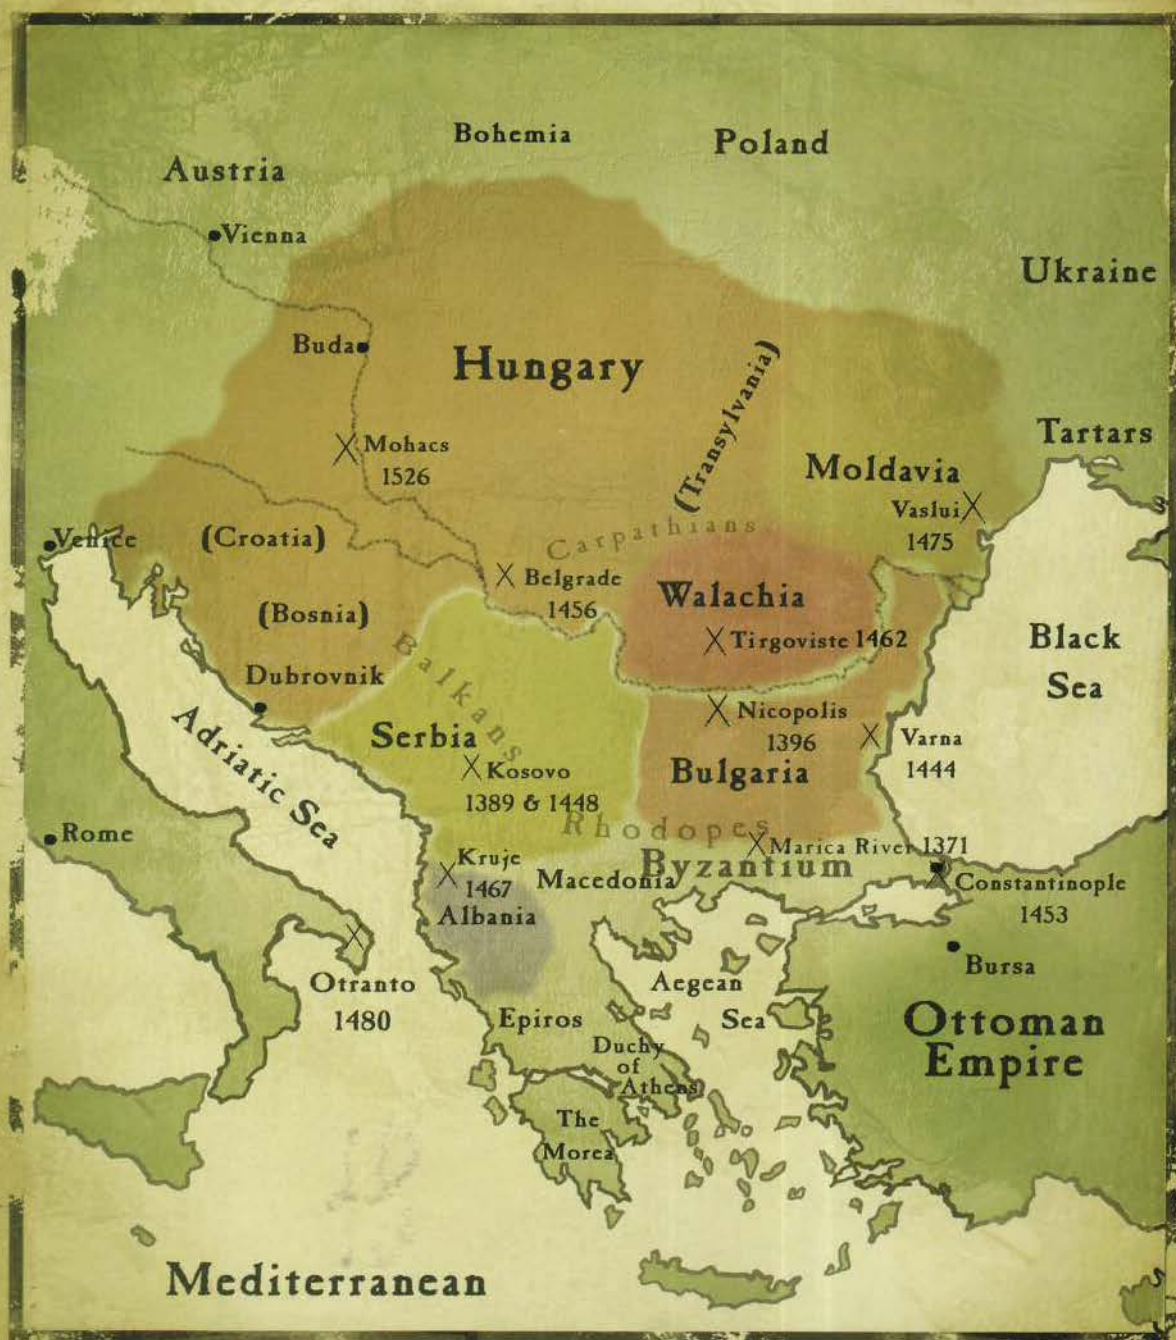 Bohemia
Poland
Austria
Vienna
Ukraine
Buda
Hungary
(Transylvania)
Mohacs
1526
Tartars
Moldavia
Vaslui
1475
Venice
(Croatia)
Carpathians
Belgrade
1456
Walachia
(Bosnia)
Tirgoviste 1462
Black
Sea
Balkans
Dubrovnik
Adriatic Sea
Serbia
Nicopolis
1396
Varna
1444
Kosovo
1389 & 1448
Bulgaria
Rhodopes
Rome
Marica River 1371
Kruje
1467
Macedonia
Byzantium
Constantinople
1453
Albania
Bursa
Otranto
1480
Aegean
Sea
Epiros
Ottoman
Empire
Duchy
of
Athens
The
Morea
Mediterranean